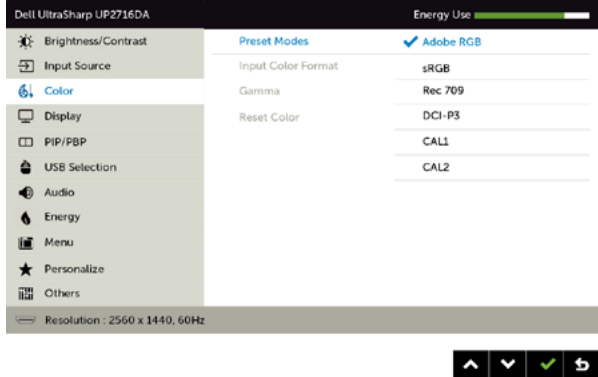 Dell UltraSharp UP2716DA
Energy Use
Brightness/Contrast
Input Source
Color
Display
PIP/PBP
USB Selection
Audio
Energy
Menu
Personalize
Others
Preset Modes
Input Color Format
Gamma
Reset Color
Adobe RGB
sRGB
Rec 709
DCI-P3
CAL1
CAL2
Resolution : 2560 x 1440, 60Hz